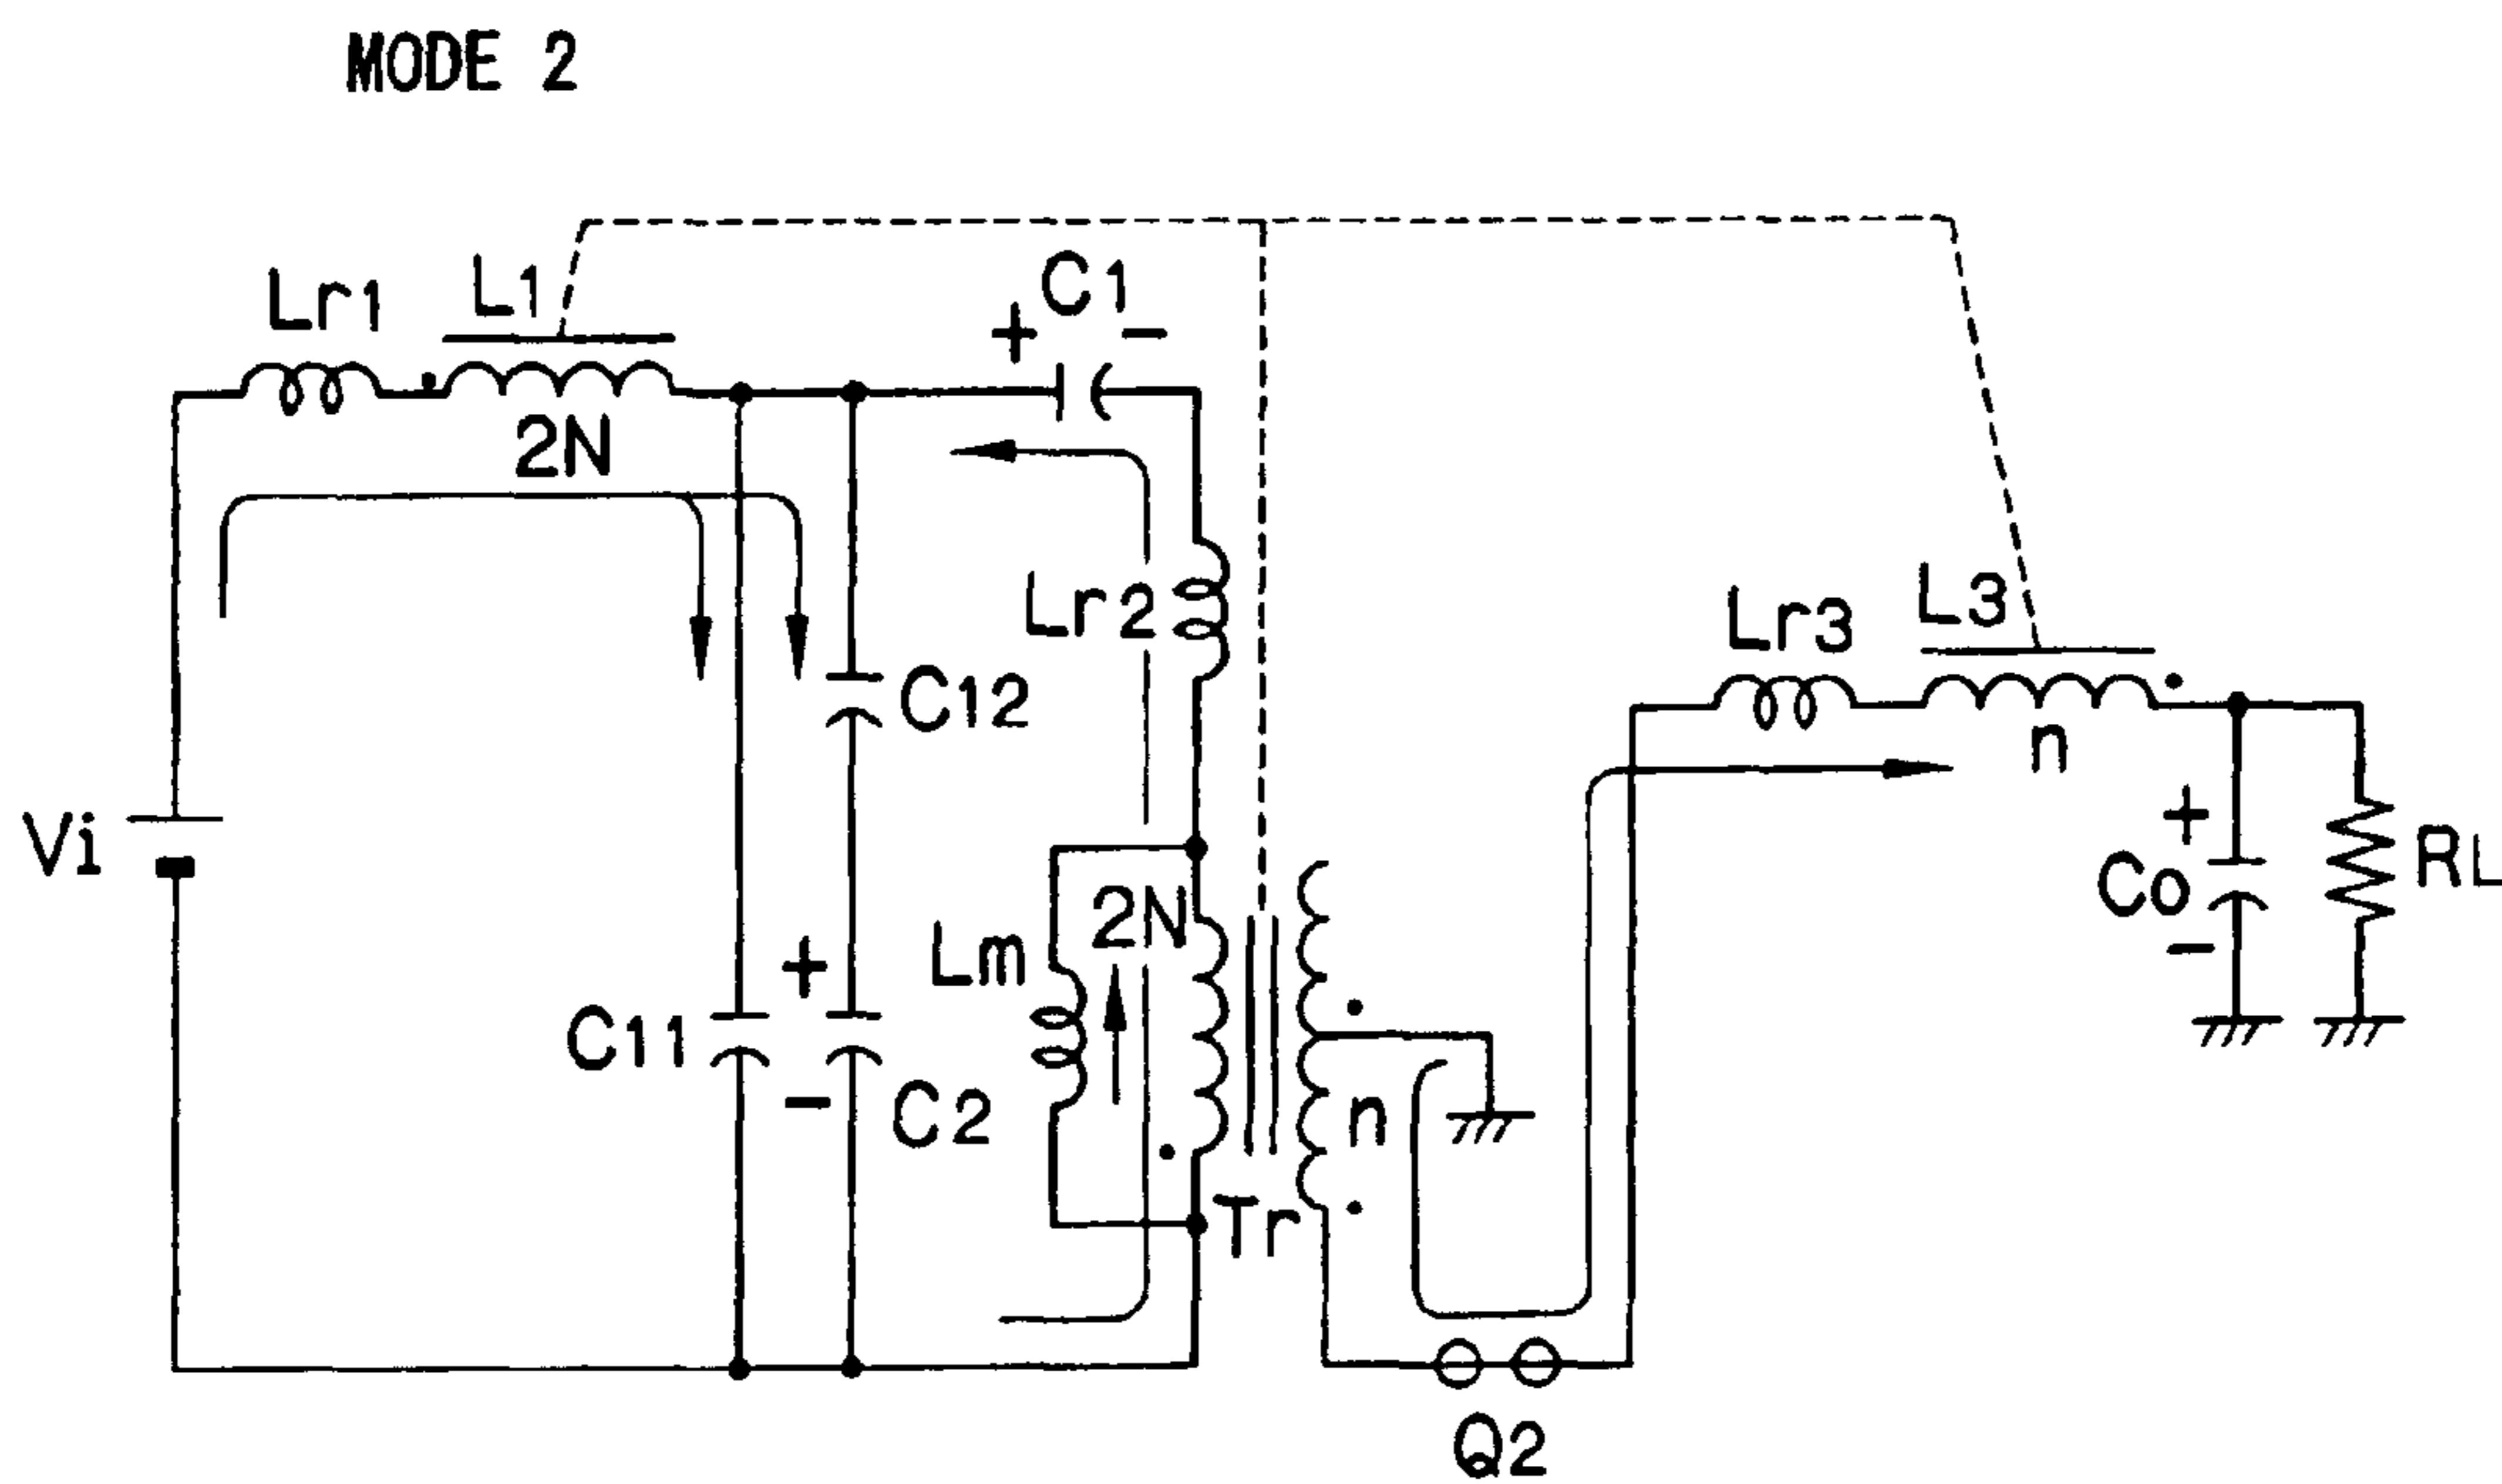 MODE 2
Lr1
L1
+ C1 -
2N
Lr2
C12
Lr3
L3
n
Vi
+
Co
-
RL
2N
Lm
+
C11
-
C2
n
Tr
Q2